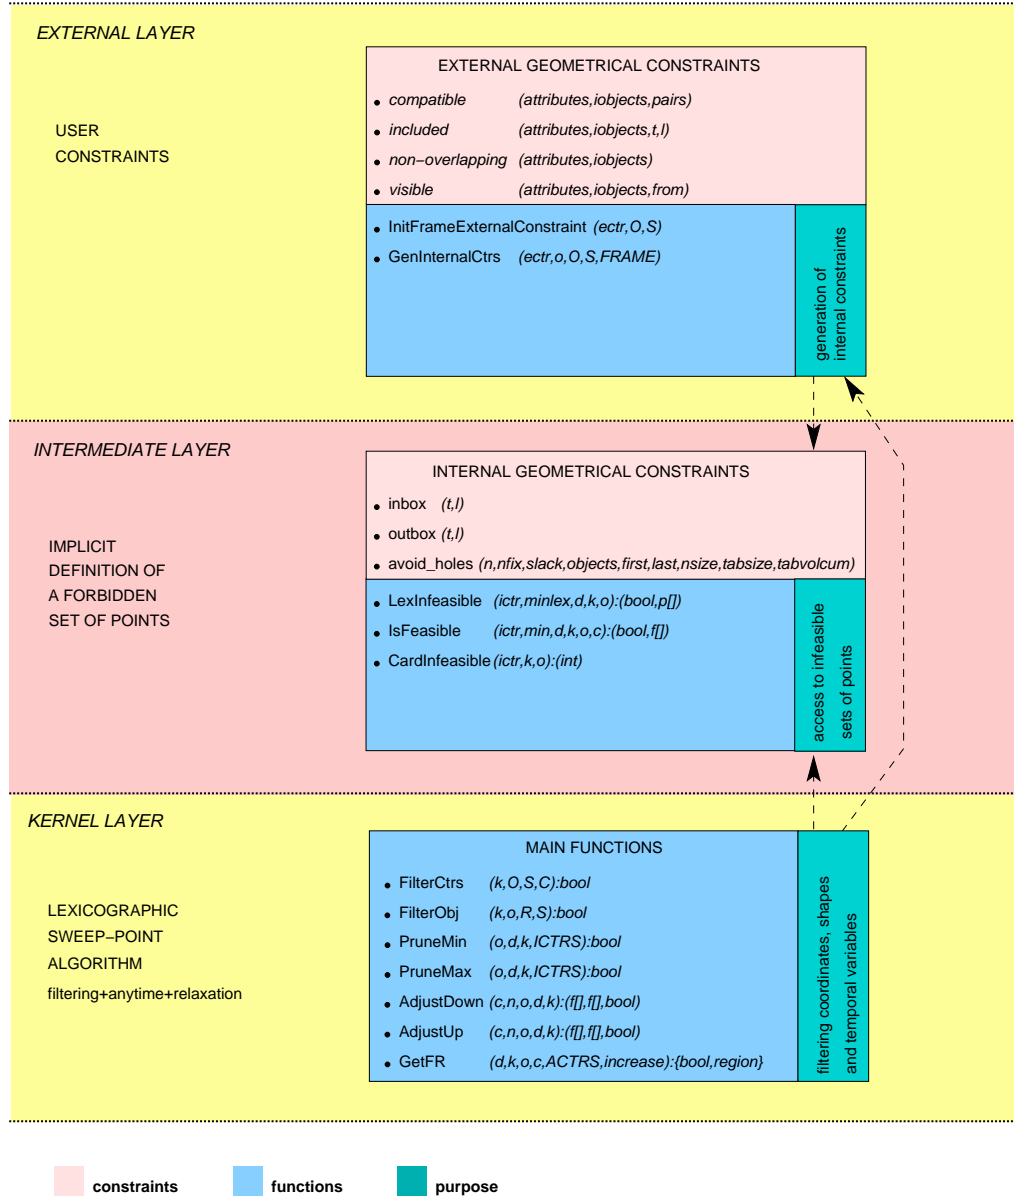 EXTERNAL LAYER
EXTERNAL GEOMETRICAL CONSTRAINTS
• compatible (attributes,iobjects,pairs)
• included (attributes,iobjects,t,l)
• non−overlapping (attributes,iobjects)
• visible (attributes,iobjects,from)
USER
CONSTRAINTS
• InitFrameExternalConstraint (ectr,O,S)
• GenInternalCtrs (ectr,o,O,S,FRAME)
generation of
internal constraints
INTERMEDIATE LAYER
INTERNAL GEOMETRICAL CONSTRAINTS
• inbox (t,l)
• outbox (t,l)
• avoid_holes (n,nfix,slack,objects,first,last,nsize,tabsize,tabvolcum)
IMPLICIT
DEFINITION OF
A FORBIDDEN
SET OF POINTS
• LexInfeasible (ictr,minlex,d,k,o):(bool,p[])
• IsFeasible (ictr,min,d,k,o,c):(bool,f[])
• CardInfeasible (ictr,k,o):(int)
access to infeasible
sets of points
KERNEL LAYER
MAIN FUNCTIONS
• FilterCtrs (k,O,S,C):bool
• FilterObj (k,o,R,S):bool
• PruneMin (o,d,k,ICTRS):bool
• PruneMax (o,d,k,ICTRS):bool
• AdjustDown (c,n,o,d,k):(f[],f[],bool)
• AdjustUp (c,n,o,d,k):(f[],f[],bool)
• GetFR (d,k,o,c,ACTRS,increase):{bool,region}
LEXICOGRAPHIC
SWEEP−POINT
ALGORITHM
filtering+anytime+relaxation
filtering coordinates, shapes
and temporal variables
constraints
functions
purpose